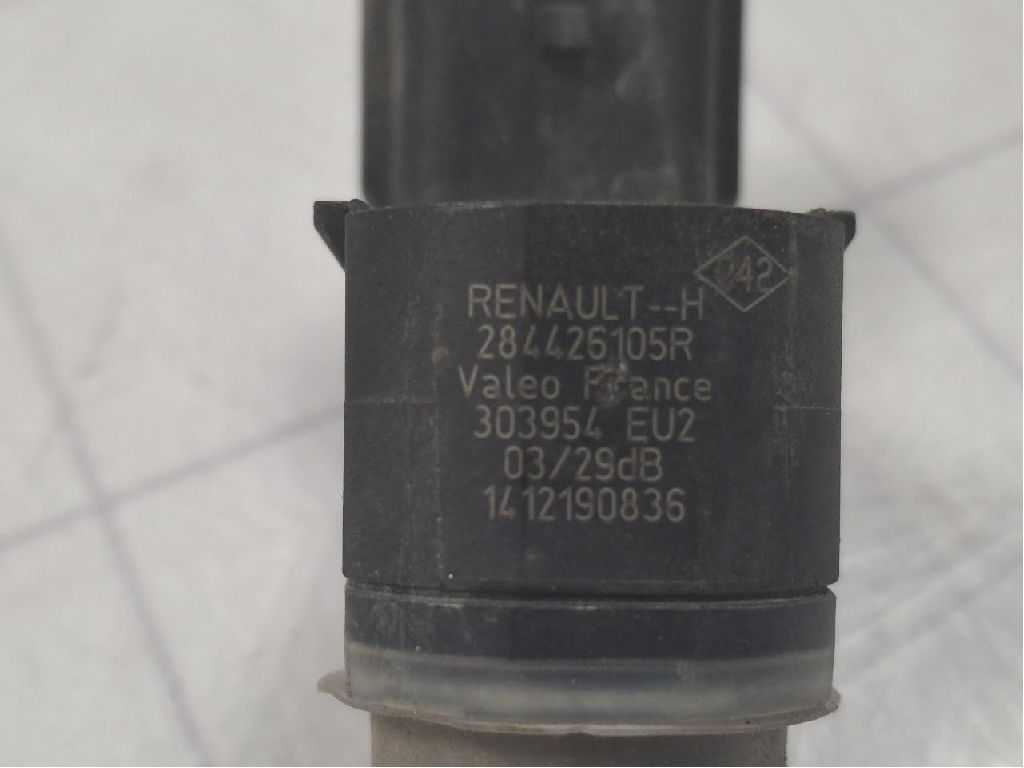 RENAULT--H
284426105R
Valeo France
303954 EU2
03/29dB
1412190836